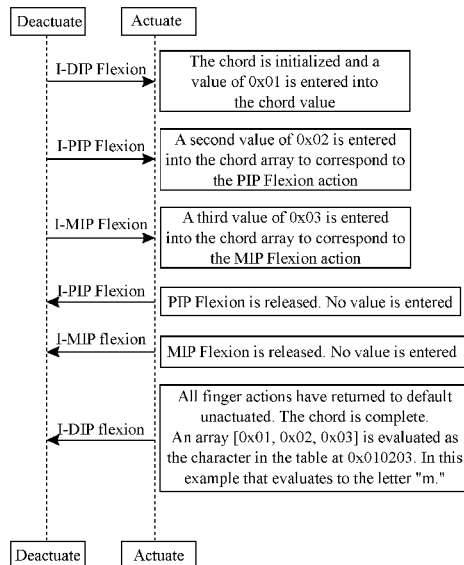 Deactuate Actuate
I-DIP Flexion
The chord is initialized and a
value of 0x01 is entered into
the chord value
I-PIP Flexion
A second value of 0x02 is entered
into the chord array to correspond to
the PIP Flexion action
I-MIP Flexion
A third value of 0x03 is entered
into the chord array to correspond to
the MIP Flexion action
I-PIP Flexion
PIP Flexion is released. No value is entered
I-MIP flexion
MIP Flexion is released. No value is entered
I-DIP flexion
All finger actions have returned to default
unactuated. The chord is complete.
An array [0x01, 0x02, 0x03] is evaluated as
the character in the table at 0x010203. In this
example that evaluates to the letter "m."
Deactuate Actuate